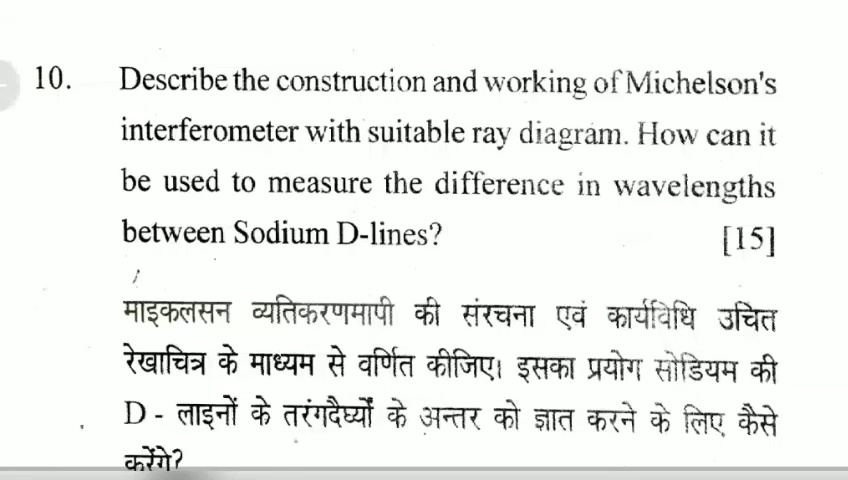 10. Describe the construction and working of Michelson's
interferometer with suitable ray diagram. How can it
be used to measure the difference in wavelengths
between Sodium D-lines? [15]
माइकलसन व्यतिकरणमापी की संरचना एवं कार्यविधि उचित
रेखाचित्र के माध्यम से वर्णित कीजिए। इसका प्रयोग सोडियम की
D - लाइनों के तरंगदैर्घ्यों के अन्तर को ज्ञात करने के लिए कैसे
करेंगे?